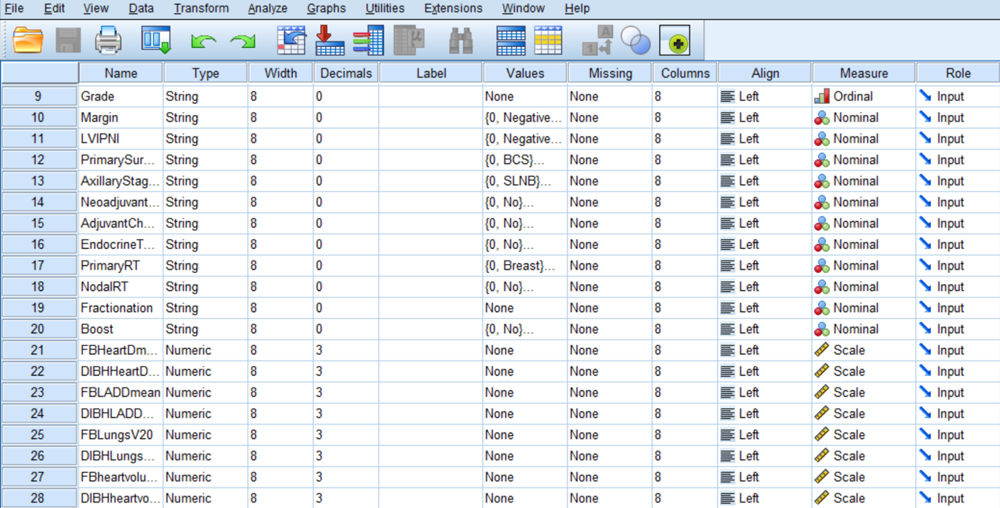 File Edit View Data Transform Analyze Graphs Utilities Extensions Window Help
Name Type Width Decimals Label Values Missing Columns Align Measure Role
9 Grade String 8 0 None None 8 Left Ordinal Input
10 Margin String 8 0 {0, Negative... None 8 Left Nominal Input
11 LVIPNI String 8 0 {0, Negative... None 8 Left Nominal Input
12 PrimarySur... String 8 0 {0, BCS}... None 8 Left Nominal Input
13 AxillaryStag... String 8 0 {0, SLNB}... None 8 Left Nominal Input
14 Neoadjuvant... String 8 0 {0, No}... None 8 Left Nominal Input
15 AdjuvantCh... String 8 0 {0, No}... None 8 Left Nominal Input
16 EndocrineT... String 8 0 {0, No}... None 8 Left Nominal Input
17 PrimaryRT String 8 0 {0, Breast}... None 8 Left Nominal Input
18 NodalRT String 8 0 {0, No}... None 8 Left Nominal Input
19 Fractionation String 8 0 None None 8 Left Nominal Input
20 Boost String 8 0 {0, No}... None 8 Left Nominal Input
21 FBHeartDm... Numeric 8 3 None None 8 Left Scale Input
22 DIBHHeartD... Numeric 8 3 None None 8 Left Scale Input
23 FBLADDmean Numeric 8 3 None None 8 Left Scale Input
24 DIBHLADD... Numeric 8 3 None None 8 Left Scale Input
25 FBLungsV20 Numeric 8 3 None None 8 Left Scale Input
26 DIBHLungs... Numeric 8 3 None None 8 Left Scale Input
27 FBheartvolu... Numeric 8 3 None None 8 Left Scale Input
28 DIBHheartvo... Numeric 8 3 None None 8 Left Scale Input